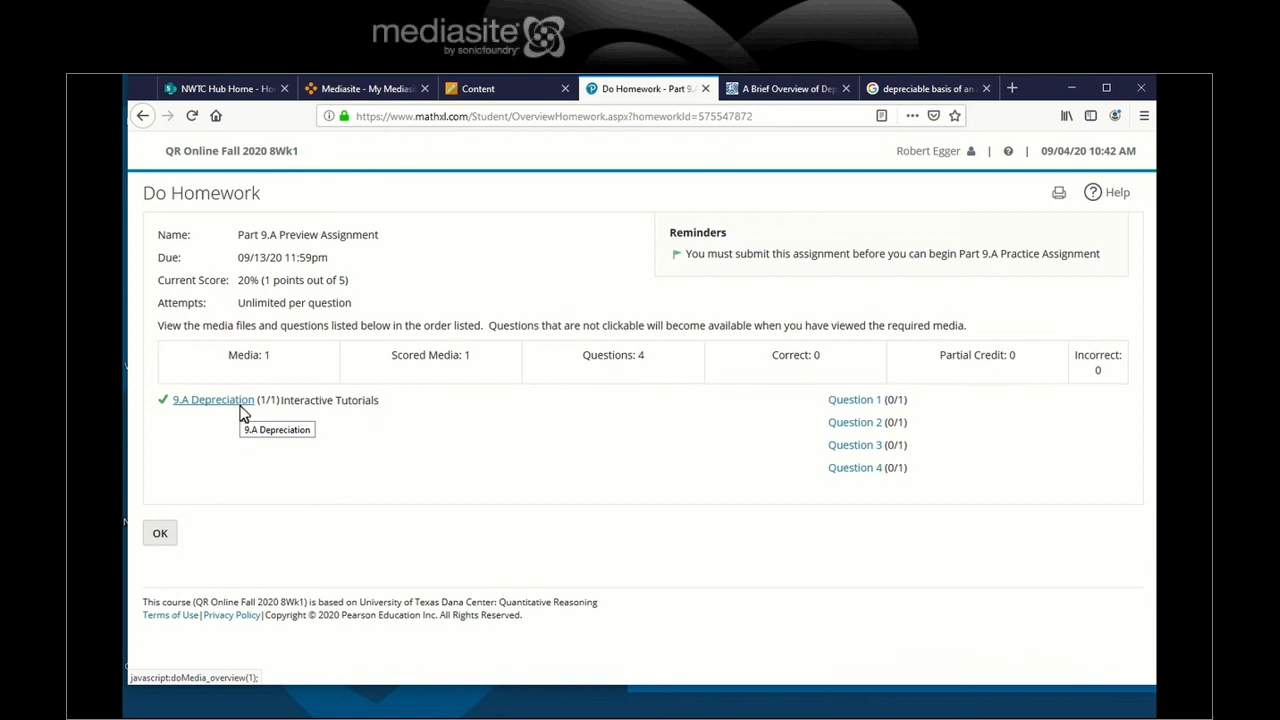 mediasite
by sonicfoundry
NWTC Hub Home - Ho
Mediasite - My Mediasi
Content
Do Homework - Part 9.
A Brief Overview of Dep
depreciable basis of an
https://www.mathxl.com/Student/OverviewHomework.aspx?homeworkId=575547872
QR Online Fall 2020 8Wk1
Robert Egger | ? | 09/04/20 10:42 AM
Do Homework
? Help
Name: Part 9.A Preview Assignment
Due: 09/13/20 11:59pm
Current Score: 20% (1 points out of 5)
Attempts: Unlimited per question
Reminders
You must submit this assignment before you can begin Part 9.A Practice Assignment
View the media files and questions listed below in the order listed. Questions that are not clickable will become available when you have viewed the required media.
Media: 1 Scored Media: 1 Questions: 4 Correct: 0 Partial Credit: 0 Incorrect: 0
9.A Depreciation (1/1) Interactive Tutorials
9.A Depreciation
Question 1 (0/1)
Question 2 (0/1)
Question 3 (0/1)
Question 4 (0/1)
OK
This course (QR Online Fall 2020 8Wk1) is based on University of Texas Dana Center: Quantitative Reasoning
Terms of Use|Privacy Policy|Copyright © 2020 Pearson Education Inc. All Rights Reserved.
javascript:doMedia_overview(1);